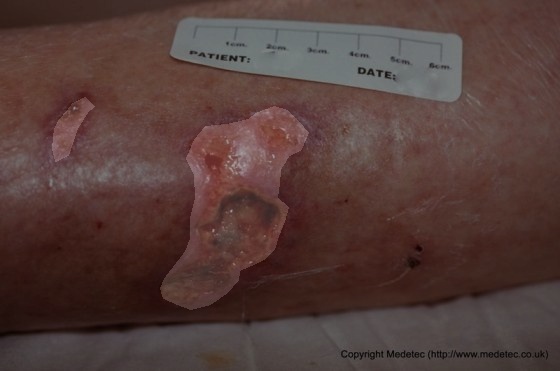 1cm. 2cm. 3cm. 4cm. 5cm. 6cm.
PATIENT:
DATE:
Copyright Medetec (http://www.medetec.co.uk)